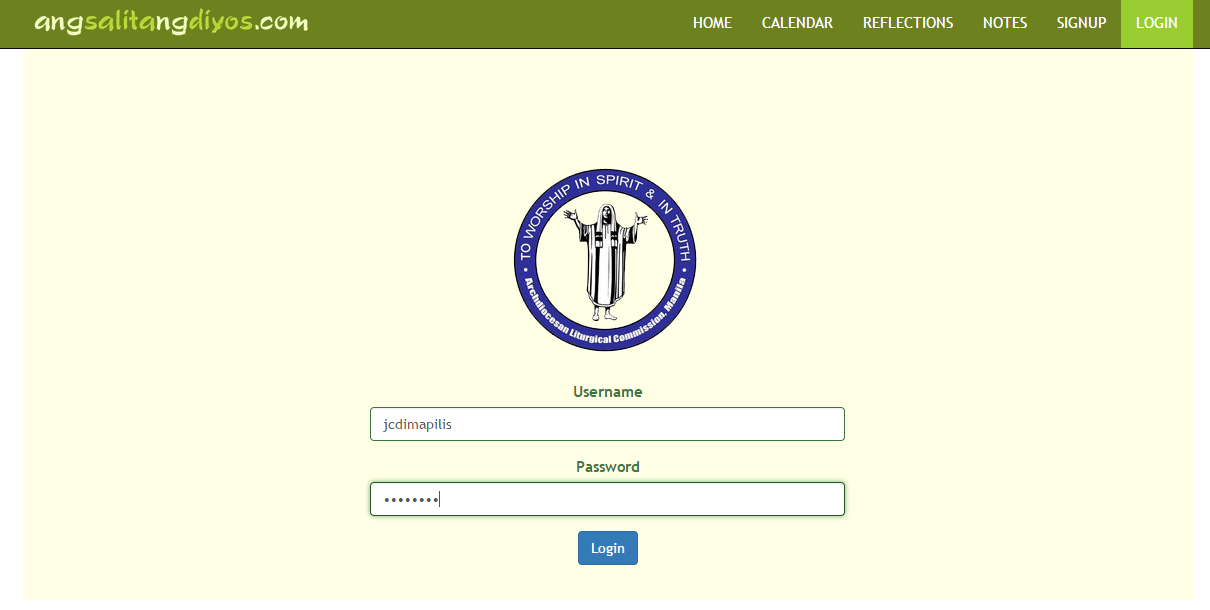 angsalitangdiyos.com
HOME CALENDAR REFLECTIONS NOTES SIGNUP LOGIN
TO WORSHIP IN SPIRIT & IN TRUTH
Archdiocesan Liturgical Commission, Manila
Username
jcdimapilis
Password
••••••••
Login